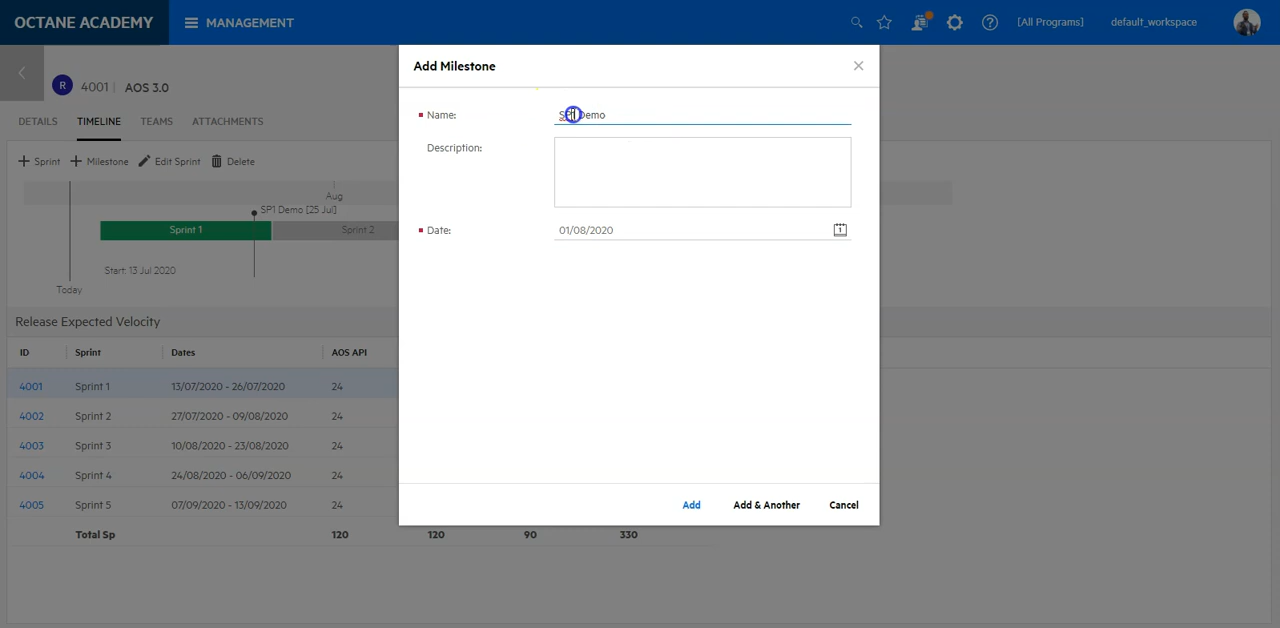 OCTANE ACADEMY
MANAGEMENT
[All Programs]
default_workspace
R 4001 | AOS 3.0
DETAILS TIMELINE TEAMS ATTACHMENTS
Sprint Milestone Edit Sprint Delete
Aug
SP1 Demo [25 Jul]
Sprint 1 Sprint 2
Start: 13 Jul 2020
Today
Release Expected Velocity
ID Sprint Dates AOS API
4001 Sprint 1 13/07/2020 - 26/07/2020 24
4002 Sprint 2 27/07/2020 - 09/08/2020 24
4003 Sprint 3 10/08/2020 - 23/08/2020 24
4004 Sprint 4 24/08/2020 - 06/09/2020 24
4005 Sprint 5 07/09/2020 - 13/09/2020 24
Total Sp 120 120 90 330
Add Milestone
Name: SP1 Demo
Description:
Date: 01/08/2020
Add Add & Another Cancel